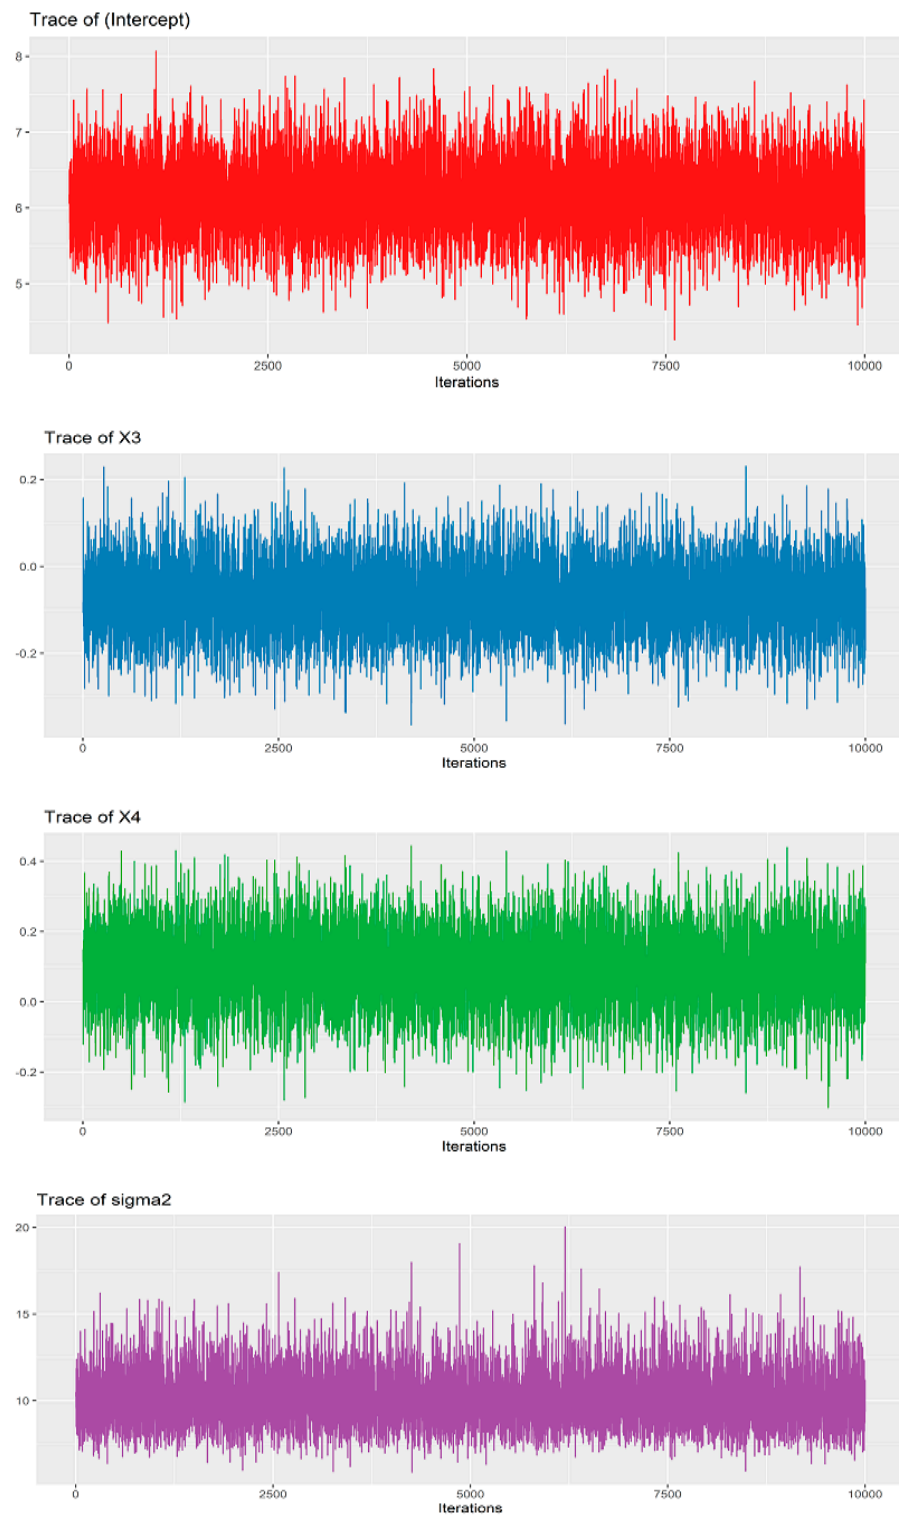 Trace of (Intercept)
8
7
6
5
0 2500 5000 7500 10000
Iterations
Trace of X3
0.2
0.0
-0.2
0 2500 5000 7500 10000
Iterations
Trace of X4
0.4
0.2
0.0
-0.2
0 2500 5000 7500 10000
Iterations
Trace of sigma2
20
15
10
0 2500 5000 7500 10000
Iterations